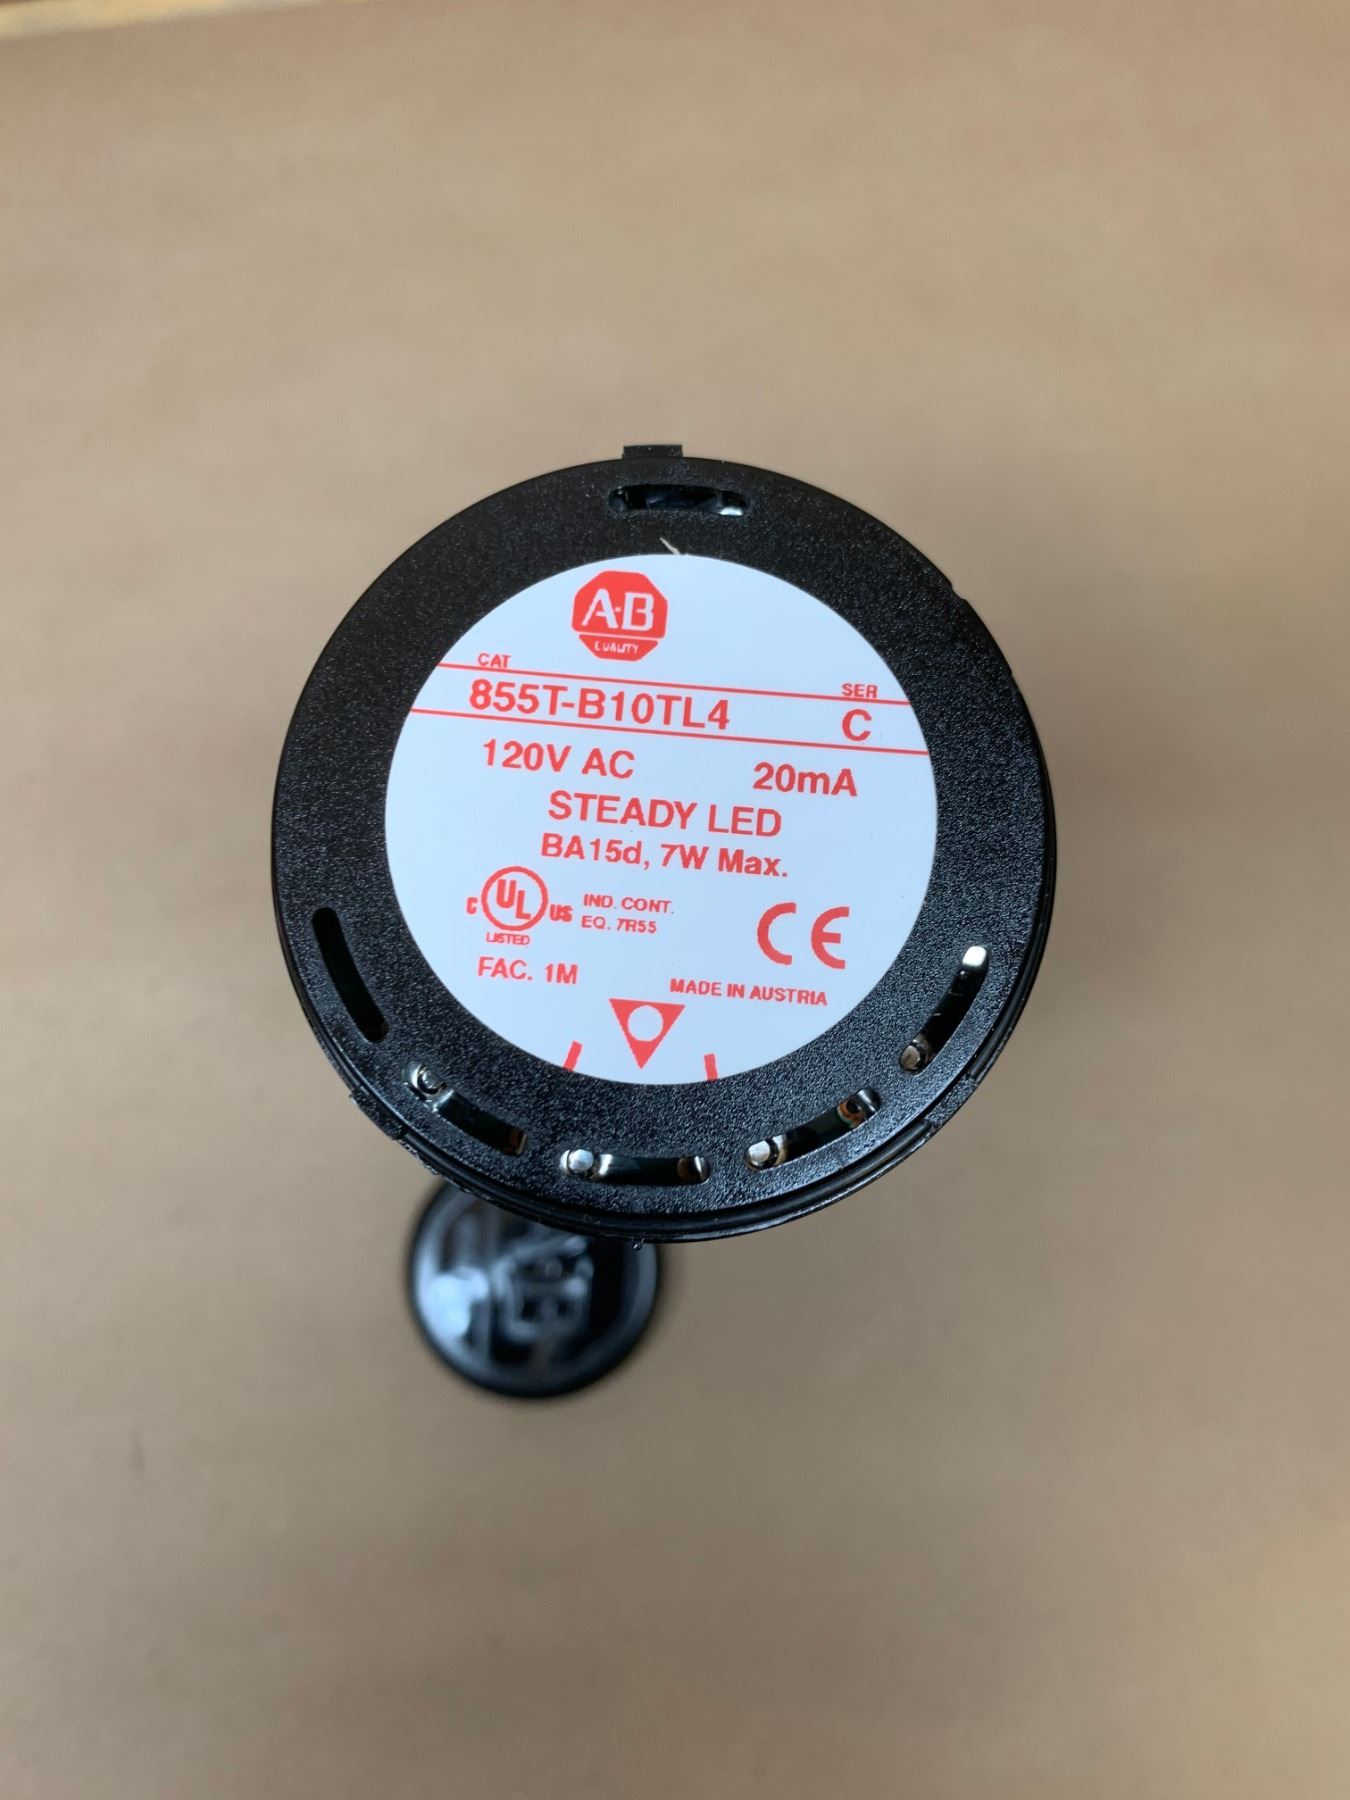 A-B
QUALITY
CAT
SER
855T-B10TL4
C
120V AC 20mA
STEADY LED
BA15d, 7W Max.
C UL US
LISTED
IND. CONT.
EQ. 7R55
CE
FAC. 1M
MADE IN AUSTRIA